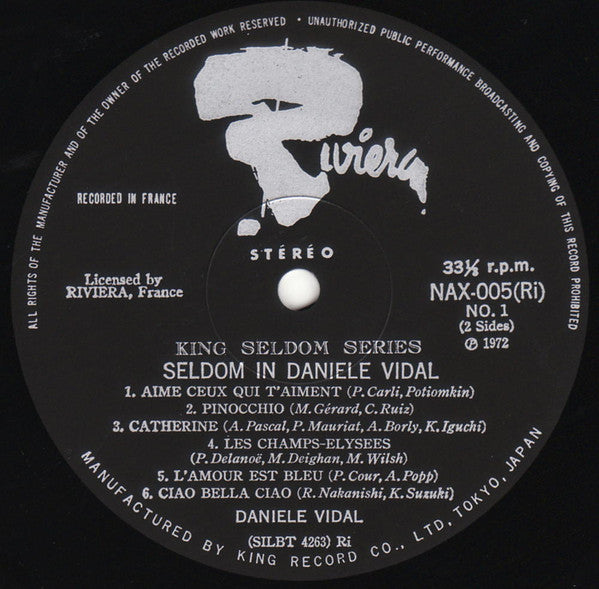 ALL RIGHTS OF THE MANUFACTURER AND OF THE OWNER OF THE RECORDED WORK RESERVED • UNAUTHORIZED PUBLIC PERFORMANCE BROADCASTING AND COPYING OF THIS RECORD PROHIBITED
Riviera
RECORDED IN FRANCE
STÉRÉO
Licensed by
RIVIERA, France
33⅓ r.p.m.
NAX-005(Ri)
NO. 1
(2 Sides)
℗ 1972
KING SELDOM SERIES
SELDOM IN DANIELE VIDAL
1. AIME CEUX QUI T'AIMENT (P. Carli, Potiomkin)
2. PINOCCHIO (M. Gérard, C. Ruiz)
3. CATHERINE (A. Pascal, P. Mauriat, A. Borly, K. Iguchi)
4. LES CHAMPS-ELYSEES
(P. Delanoë, M. Deighan, M. Wilsh)
5. L'AMOUR EST BLEU (P. Cour, A. Popp)
6. CIAO BELLA CIAO (R. Nakanishi, K. Suzuki)
DANIELE VIDAL
(SILBT 4263) Ri
MANUFACTURED BY KING RECORD CO., LTD, TOKYO, JAPAN